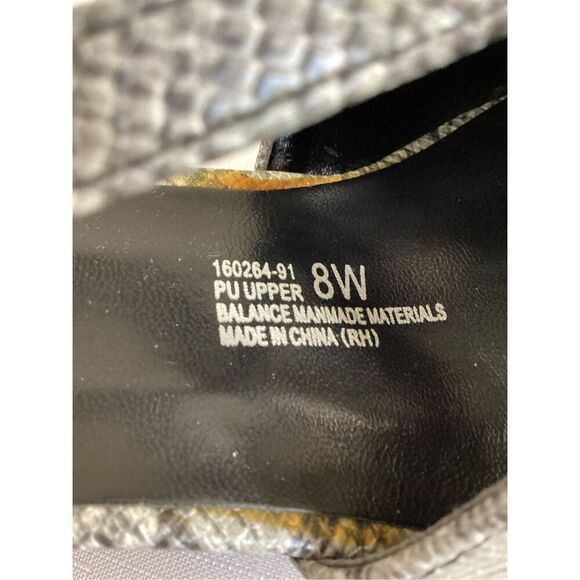 160264-91
PU UPPER 8W
BALANCE MANMADE MATERIALS
MADE IN CHINA (RH)